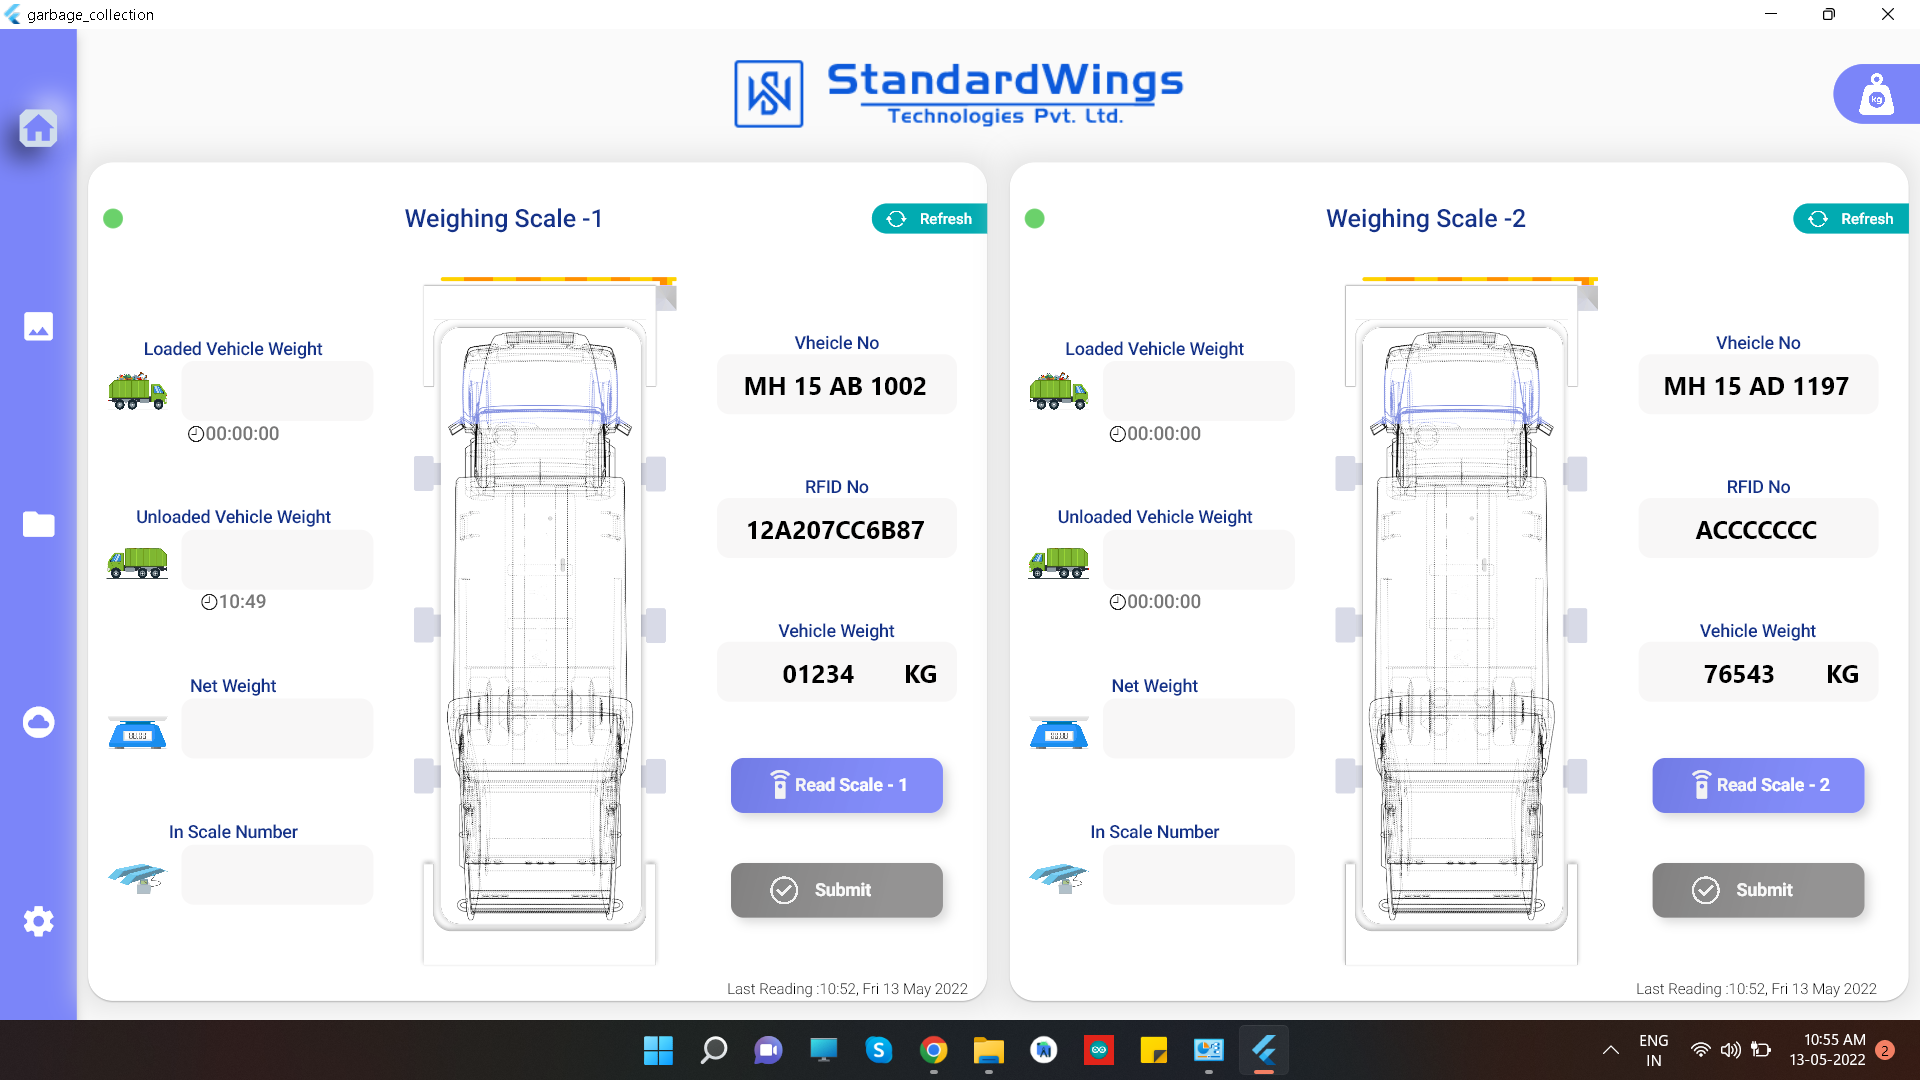 garbage_collection
StandardWings
Technologies Pvt. Ltd.
kg
Weighing Scale -1
Refresh
Loaded Vehicle Weight
00:00:00
Unloaded Vehicle Weight
10:49
Net Weight
00.00
In Scale Number
Vheicle No
MH 15 AB 1002
RFID No
12A207CC6B87
Vehicle Weight
01234 KG
Read Scale - 1
Submit
Last Reading :10:52, Fri 13 May 2022
Weighing Scale -2
Refresh
Loaded Vehicle Weight
00:00:00
Unloaded Vehicle Weight
00:00:00
Net Weight
00.00
In Scale Number
Vheicle No
MH 15 AD 1197
RFID No
ACCCCCCC
Vehicle Weight
76543 KG
Read Scale - 2
Submit
Last Reading :10:52, Fri 13 May 2022
ENG
IN
10:55 AM
13-05-2022
2